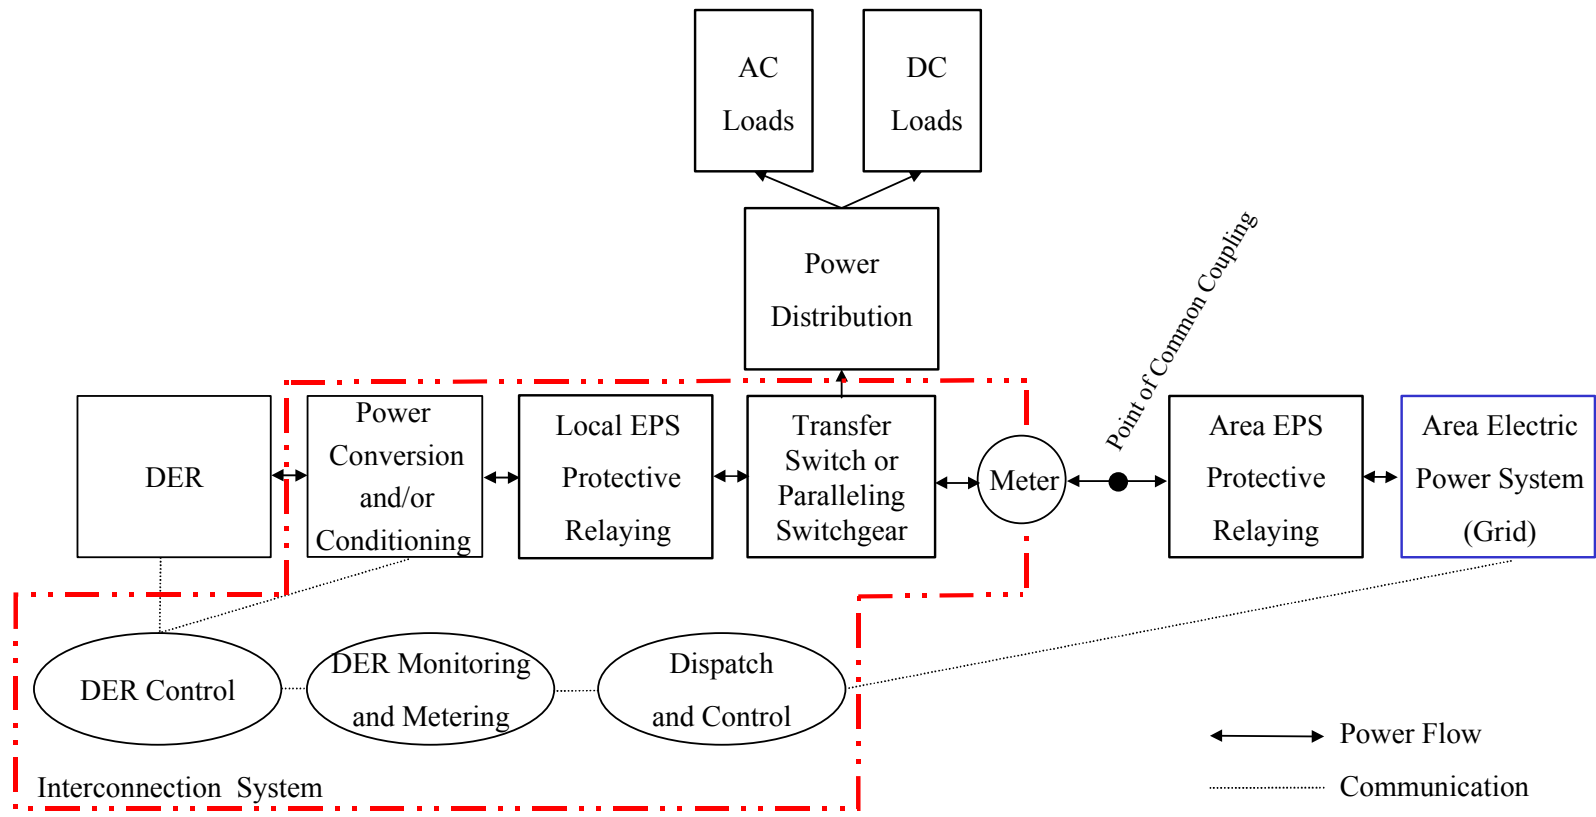 AC
Loads
DC
Loads
Power
Distribution
Point of Common Coupling
DER
Power
Conversion
and/or
Conditioning
Local EPS
Protective
Relaying
Transfer
Switch or
Paralleling
Switchgear
Meter
Area EPS
Protective
Relaying
Area Electric
Power System
(Grid)
DER Control
DER Monitoring
and Metering
Dispatch
and Control
Interconnection System
Power Flow
Communication